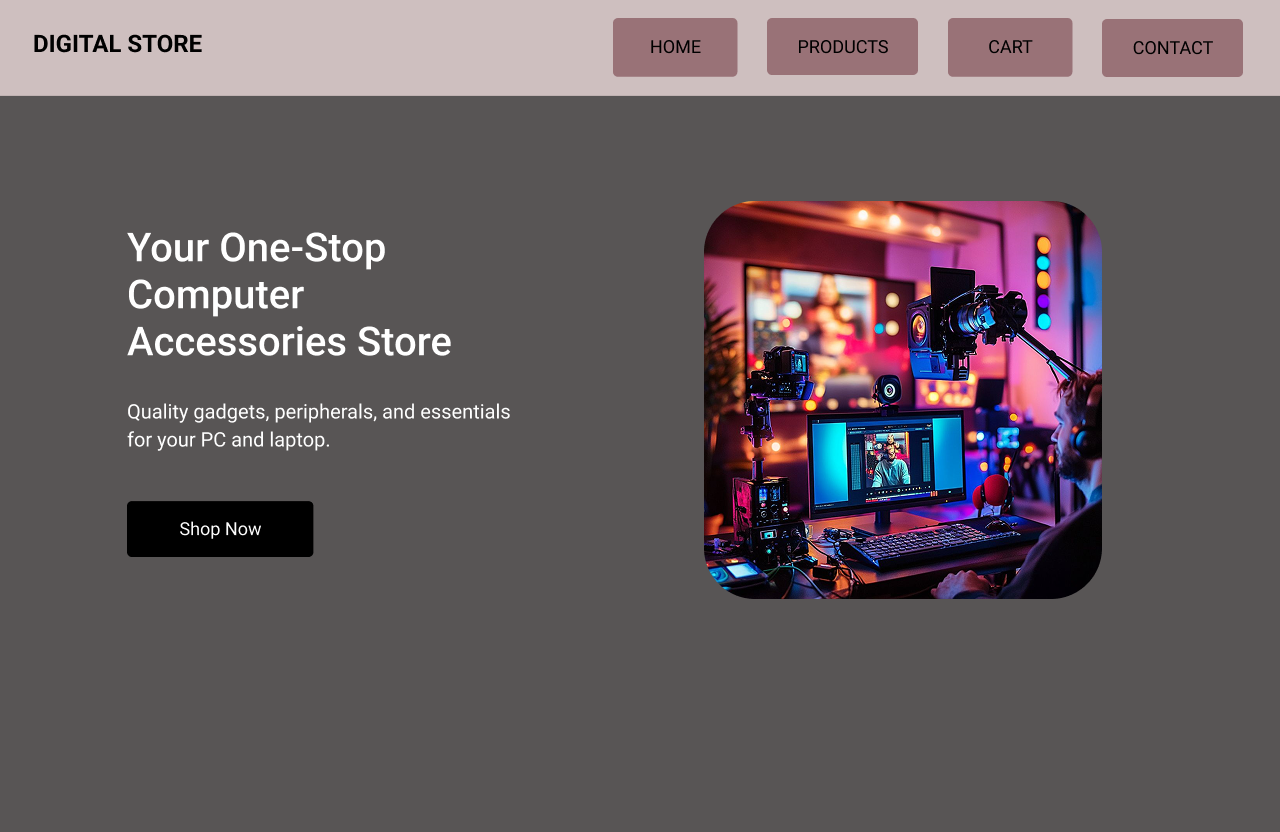 DIGITAL STORE
HOME
PRODUCTS
CART
CONTACT
Your One-Stop
Computer
Accessories Store
Quality gadgets, peripherals, and essentials
for your PC and laptop.
Shop Now